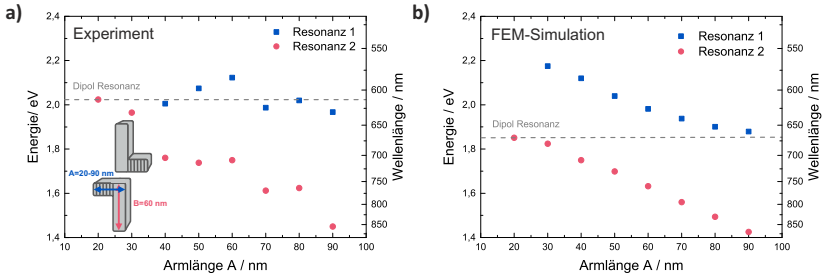 a)
Experiment
Resonanz 1
Resonanz 2
Dipol Resonanz
A=20-90 nm
B=60 nm
Energie/ eV
2,4
2,2
2,0
1,8
1,6
1,4
10 20 30 40 50 60 70 80 90 100
Armlänge A / nm
550
600
650
700
750
800
850
Wellenlänge / nm
b)
FEM-Simulation
Resonanz 1
Resonanz 2
Dipol Resonanz
Energie/ eV
2,4
2,2
2,0
1,8
1,6
1,4
10 20 30 40 50 60 70 80 90 100
Armlänge A / nm
550
600
650
700
750
800
850
Wellenlänge / nm